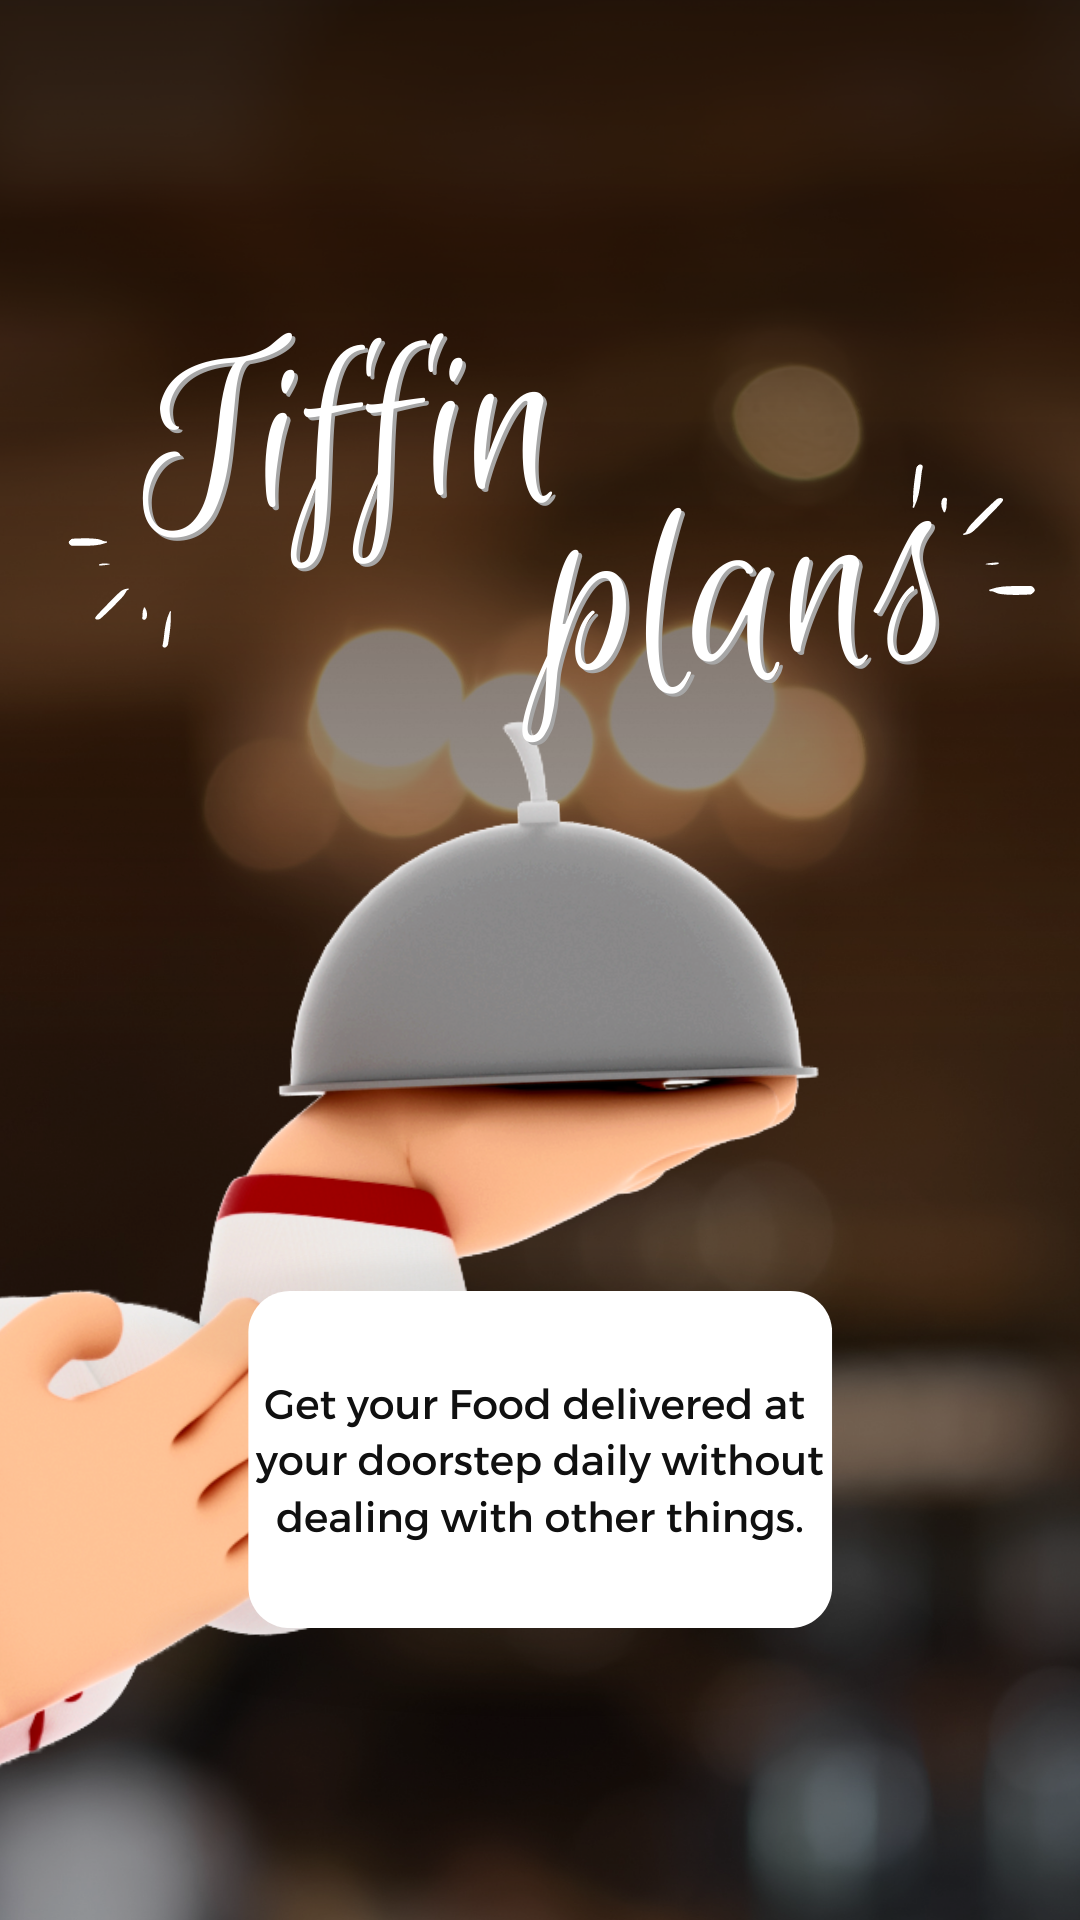 Tiffin
plans
Get your Food delivered at
your doorstep daily without
dealing with other things.